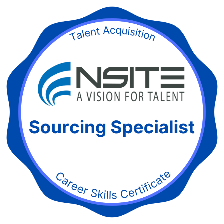 Talent Acquisition
NSITE
A VISION FOR TALENT
Sourcing Specialist
Career Skills Certificate